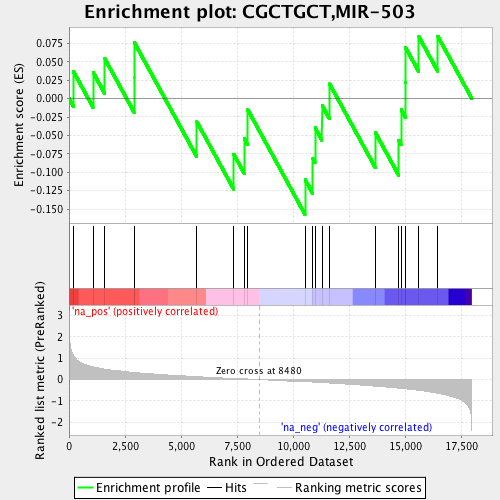 Enrichment plot: CGCTGCT,MIR-503
Enrichment score (ES)
0.075
0.050
0.025
0.000
-0.025
-0.050
-0.075
-0.100
-0.125
-0.150
'na_pos' (positively correlated)
Ranked list metric (PreRanked)
3
2
1
0
-1
-2
Zero cross at 8480
'na_neg' (negatively correlated)
0 2,500 5,000 7,500 10,000 12,500 15,000 17,500
Rank in Ordered Dataset
Enrichment profile Hits Ranking metric scores